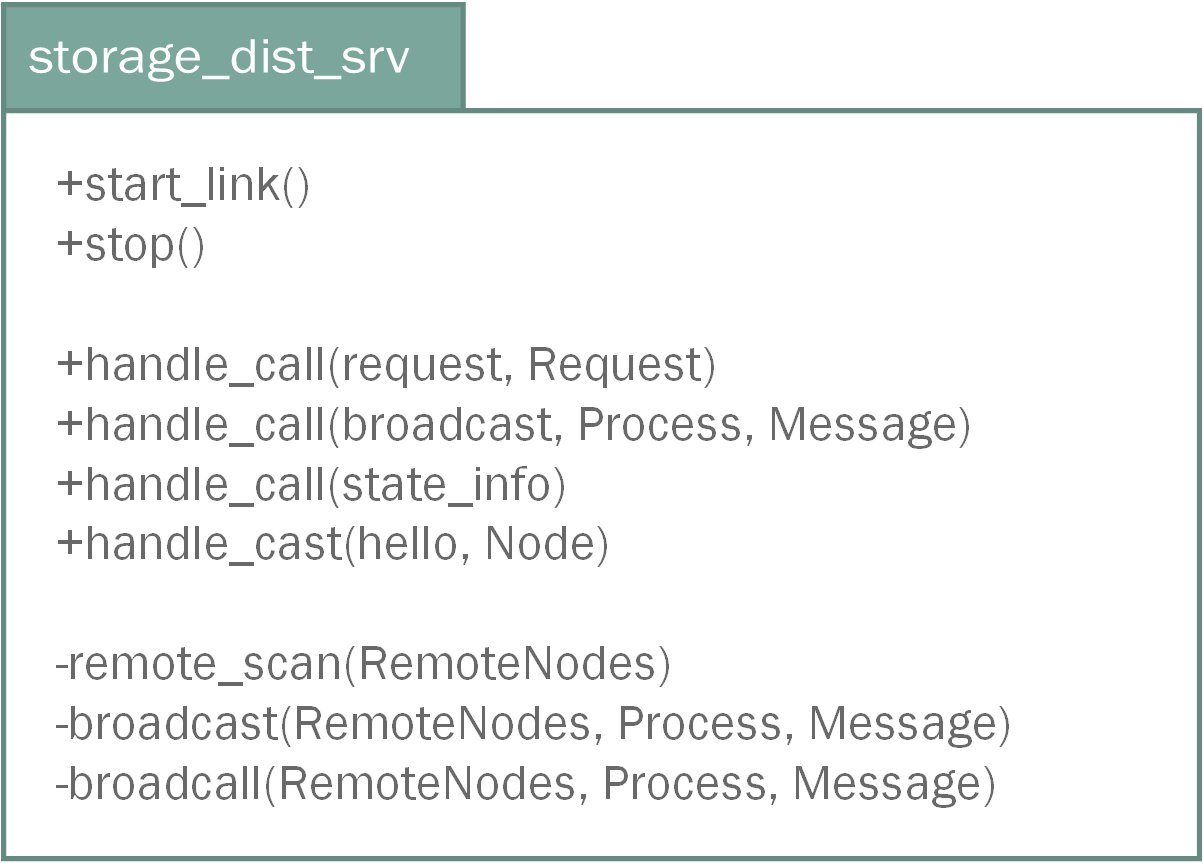 storage_dist_srv
+start_link()
+stop()
+handle_call(request, Request)
+handle_call(broadcast, Process, Message)
+handle_call(state_info)
+handle_cast(hello, Node)
-remote_scan(RemoteNodes)
-broadcast(RemoteNodes, Process, Message)
-broadcall(RemoteNodes, Process, Message)